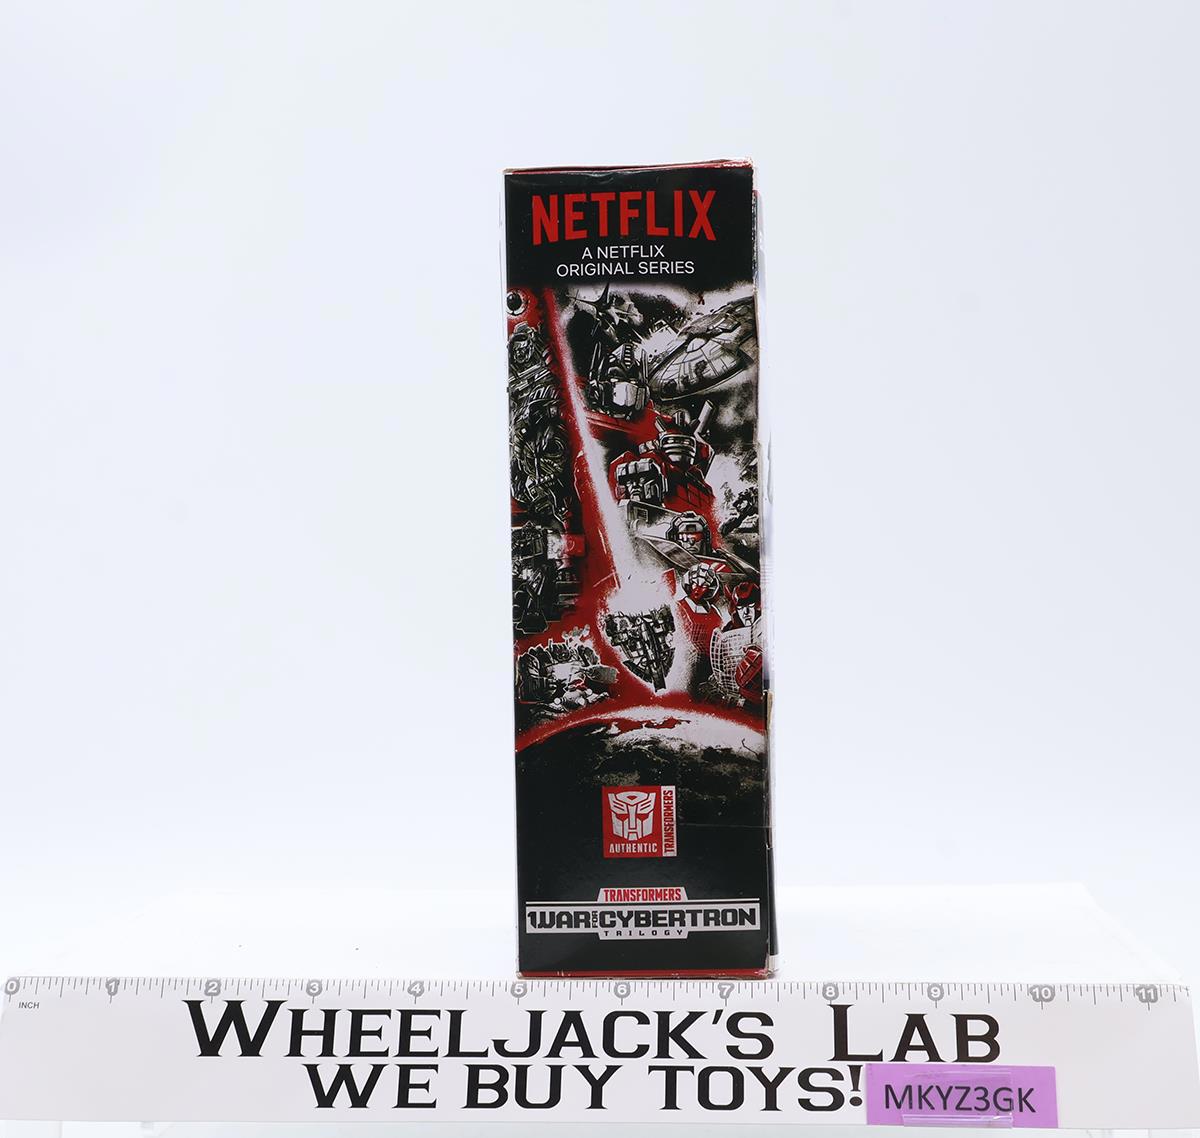 NETFLIX
A NETFLIX
ORIGINAL SERIES
AUTHENTIC
TRANSFORMERS
TRANSFORMERS
WAR FOR CYBERTRON
TRILOGY
0 1 2 3 4 5 6 7 8 9 10 11
INCH
WHEELJACK'S LAB
WE BUY TOYS!
MKYZ3GK